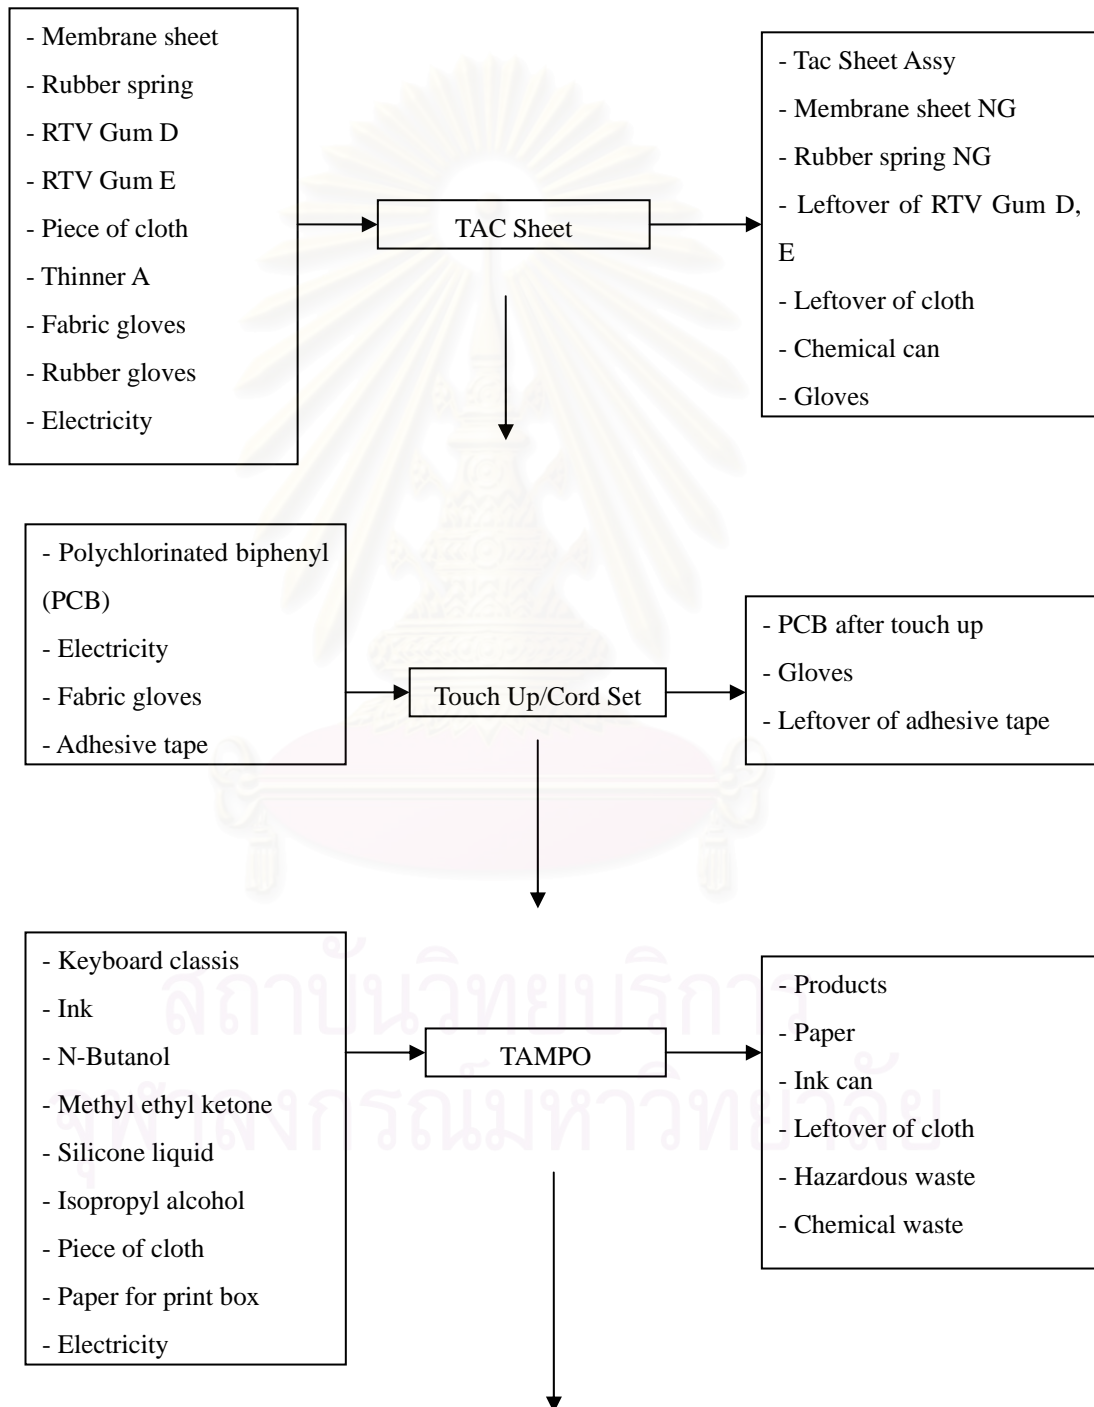 - Membrane sheet
- Rubber spring
- RTV Gum D
- RTV Gum E
- Piece of cloth
- Thinner A
- Fabric gloves
- Rubber gloves
- Electricity
TAC Sheet
- Tac Sheet Assy
- Membrane sheet NG
- Rubber spring NG
- Leftover of RTV Gum D,
E
- Leftover of cloth
- Chemical can
- Gloves
- Polychlorinated biphenyl
(PCB)
- Electricity
- Fabric gloves
- Adhesive tape
Touch Up/Cord Set
- PCB after touch up
- Gloves
- Leftover of adhesive tape
- Keyboard classis
- Ink
- N-Butanol
- Methyl ethyl ketone
- Silicone liquid
- Isopropyl alcohol
- Piece of cloth
- Paper for print box
- Electricity
TAMPO
- Products
- Paper
- Ink can
- Leftover of cloth
- Hazardous waste
- Chemical waste
สถาบันวิทยบริการ
จุฬาลงกรณ์มหาวิทยาลัย